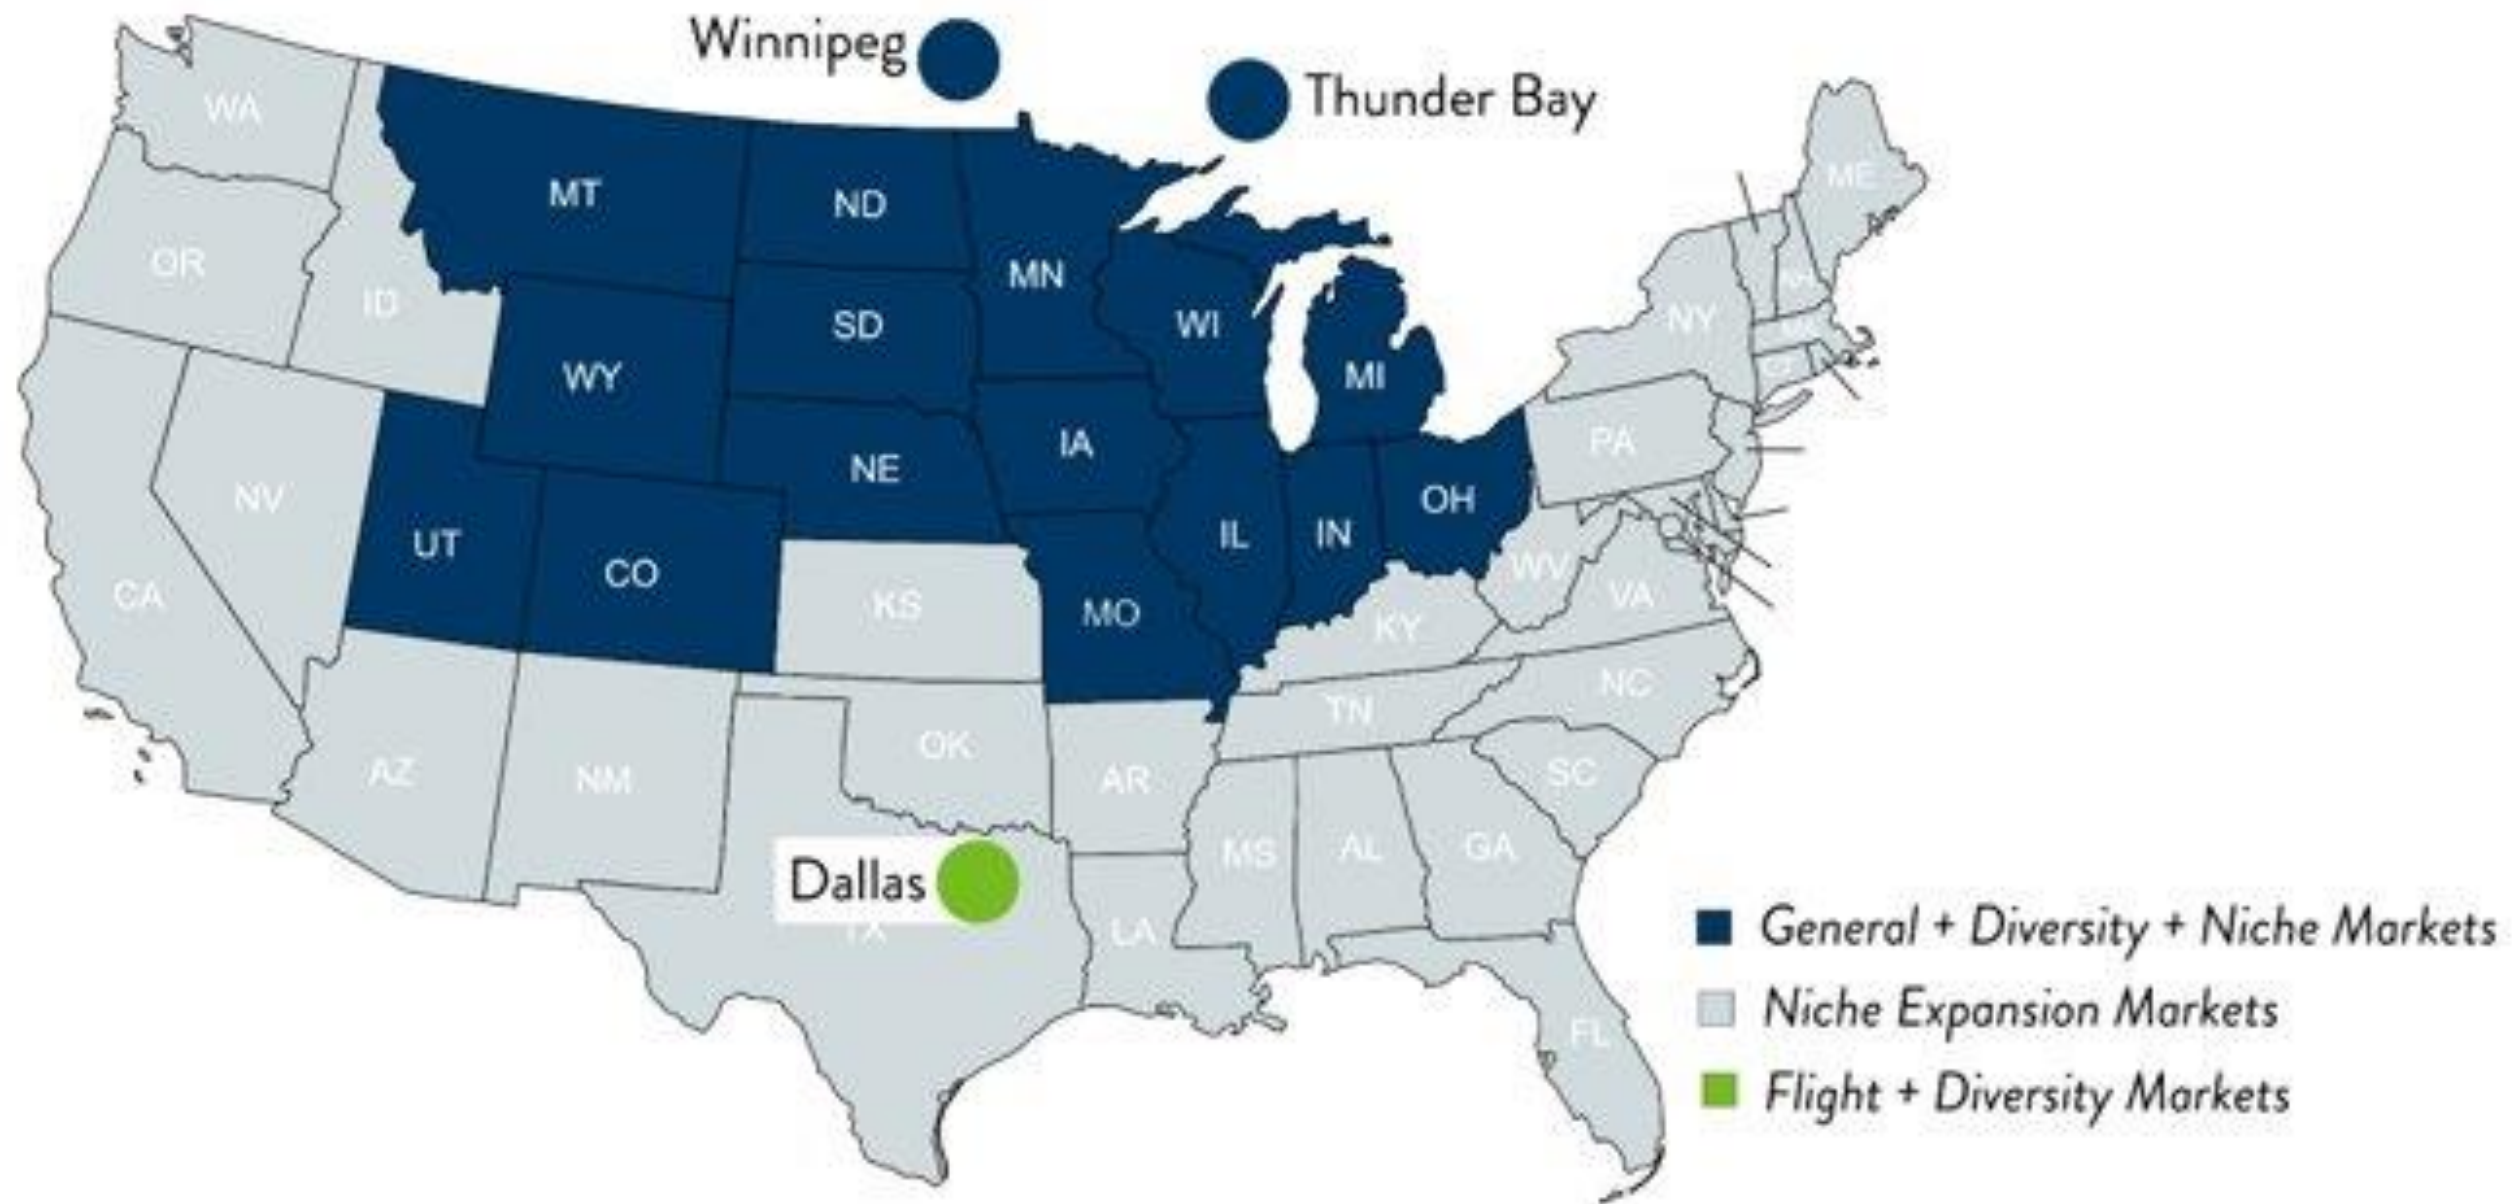 Winnipeg
Thunder Bay
WA
ME
MT
ND
OR
MN
ID
SD
WI
NY
WY
MI
IA
PA
NE
NV
OH
UT
IL
IN
CO
WV
CA
KS
MO
VA
KY
NC
TN
OK
AZ
NM
AR
SC
MS
AL
GA
Dallas
TX
LA
General + Diversity + Niche Markets
Niche Expansion Markets
FL
Flight + Diversity Markets